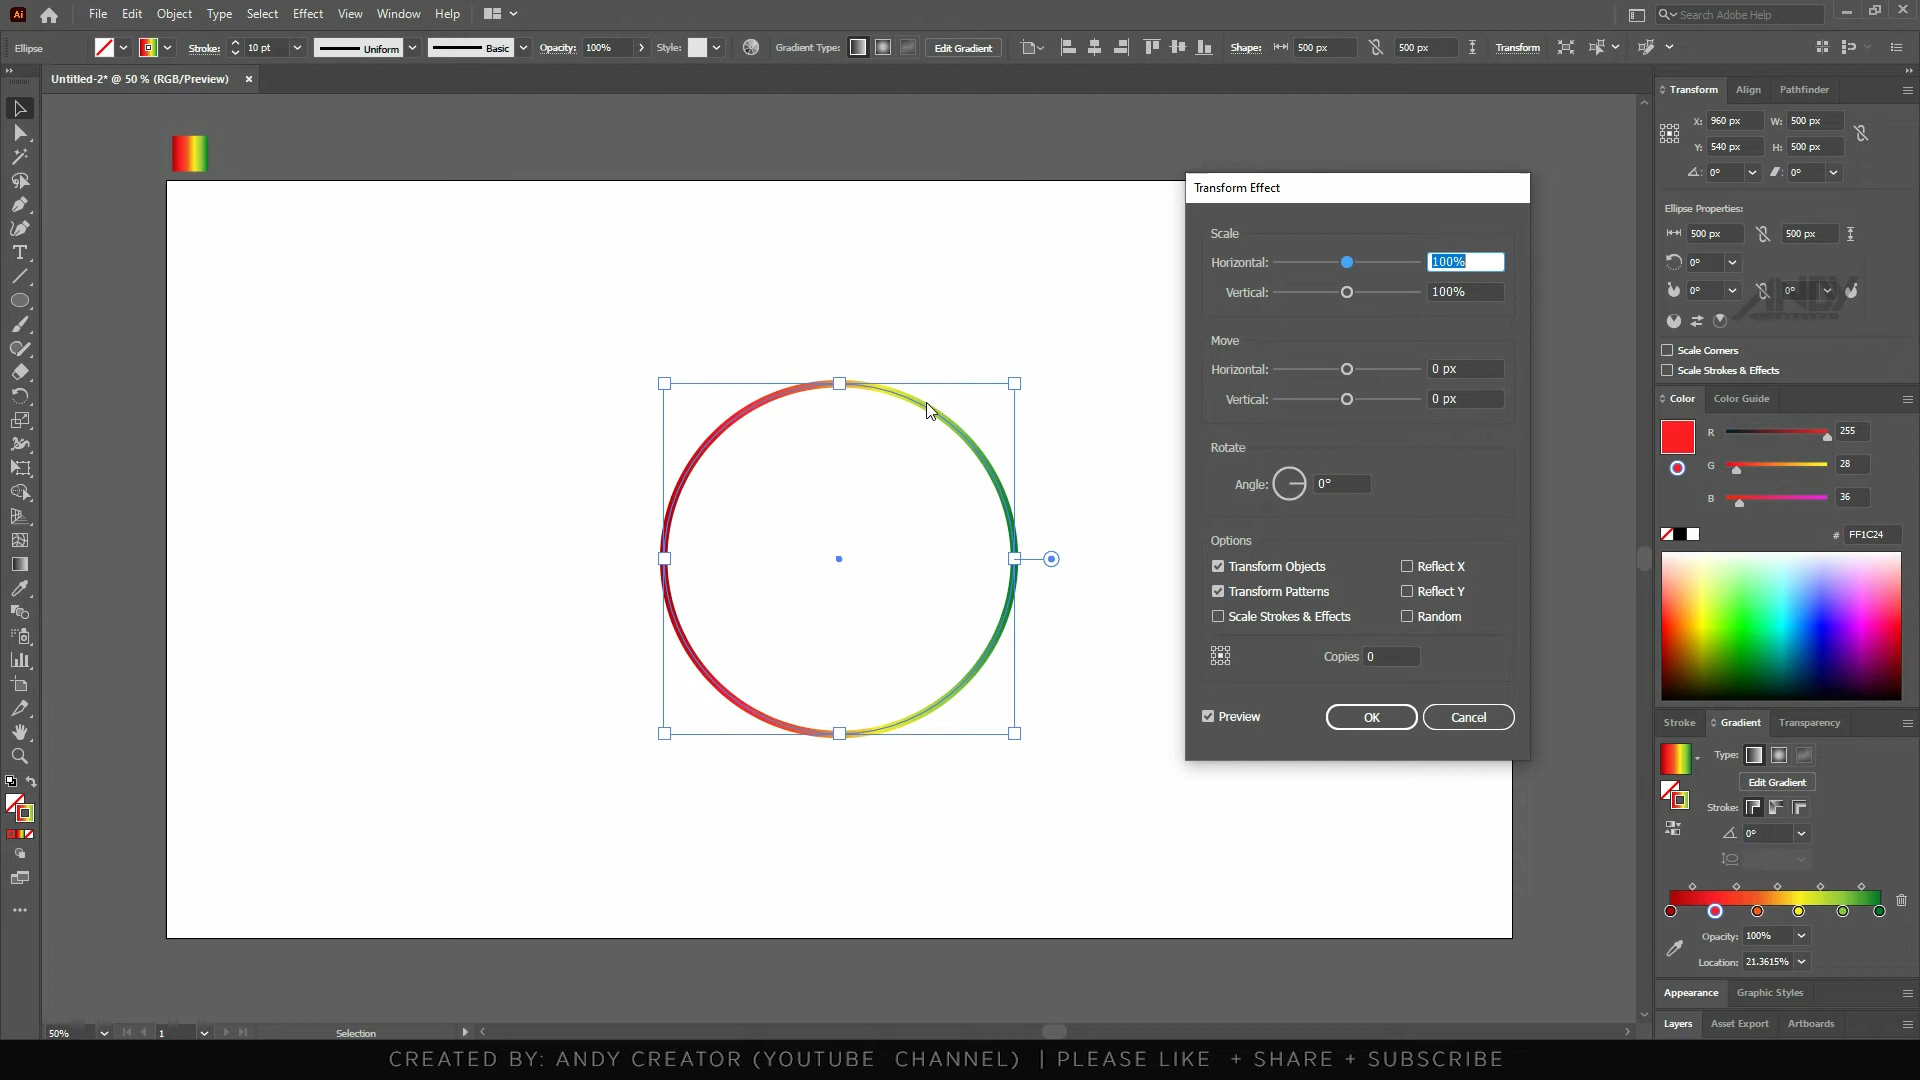 Ai File Edit Object Type Select Effect View Window Help Search Adobe Help
Ellipse Stroke: 10 pt Uniform Basic Opacity: 100% Style: Gradient Type: Edit Gradient Shape: 500 px 500 px Transform
Untitled-2* @ 50 % (RGB/Preview) ×
Transform Align Pathfinder
X: 960 px W: 500 px
Y: 540 px H: 500 px
0° 0°
Ellipse Properties:
500 px 500 px
0°
0° 0°
ANDY
Scale Corners
Scale Strokes & Effects
Transform Effect
Scale
Horizontal: 100%
Vertical: 100%
Move
Horizontal: 0 px
Vertical: 0 px
Rotate
Angle: 0°
Options
Transform Objects Reflect X
Transform Patterns Reflect Y
Scale Strokes & Effects Random
Copies 0
Preview OK Cancel
Color Color Guide
R 255
G 28
B 36
# FF1C24
Stroke Gradient Transparency
Type:
Edit Gradient
Stroke:
0°
Opacity: 100%
Location: 21.3615%
Appearance Graphic Styles
Layers Asset Export Artboards
50% 1 Selection
CREATED BY: ANDY CREATOR (YOUTUBE CHANNEL) | PLEASE LIKE + SHARE + SUBSCRIBE